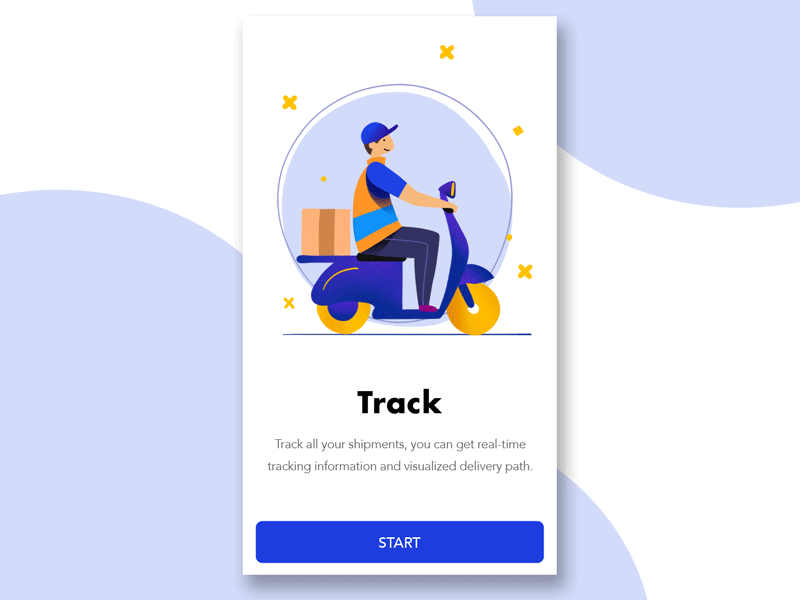 Track
Track all your shipments, you can get real-time
tracking information and visualized delivery path.
START